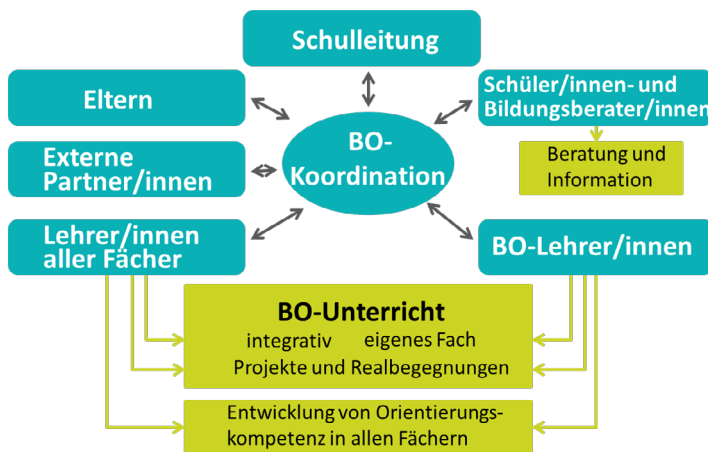 Schulleitung
Eltern
Schüler/innen- und
Bildungsberater/innen
BO-
Koordination
Externe
Partner/innen
Beratung und
Information
Lehrer/innen
aller Fächer
BO-Lehrer/innen
BO-Unterricht
integrativ eigenes Fach
Projekte und Realbegegnungen
Entwicklung von Orientierungs-
kompetenz in allen Fächern